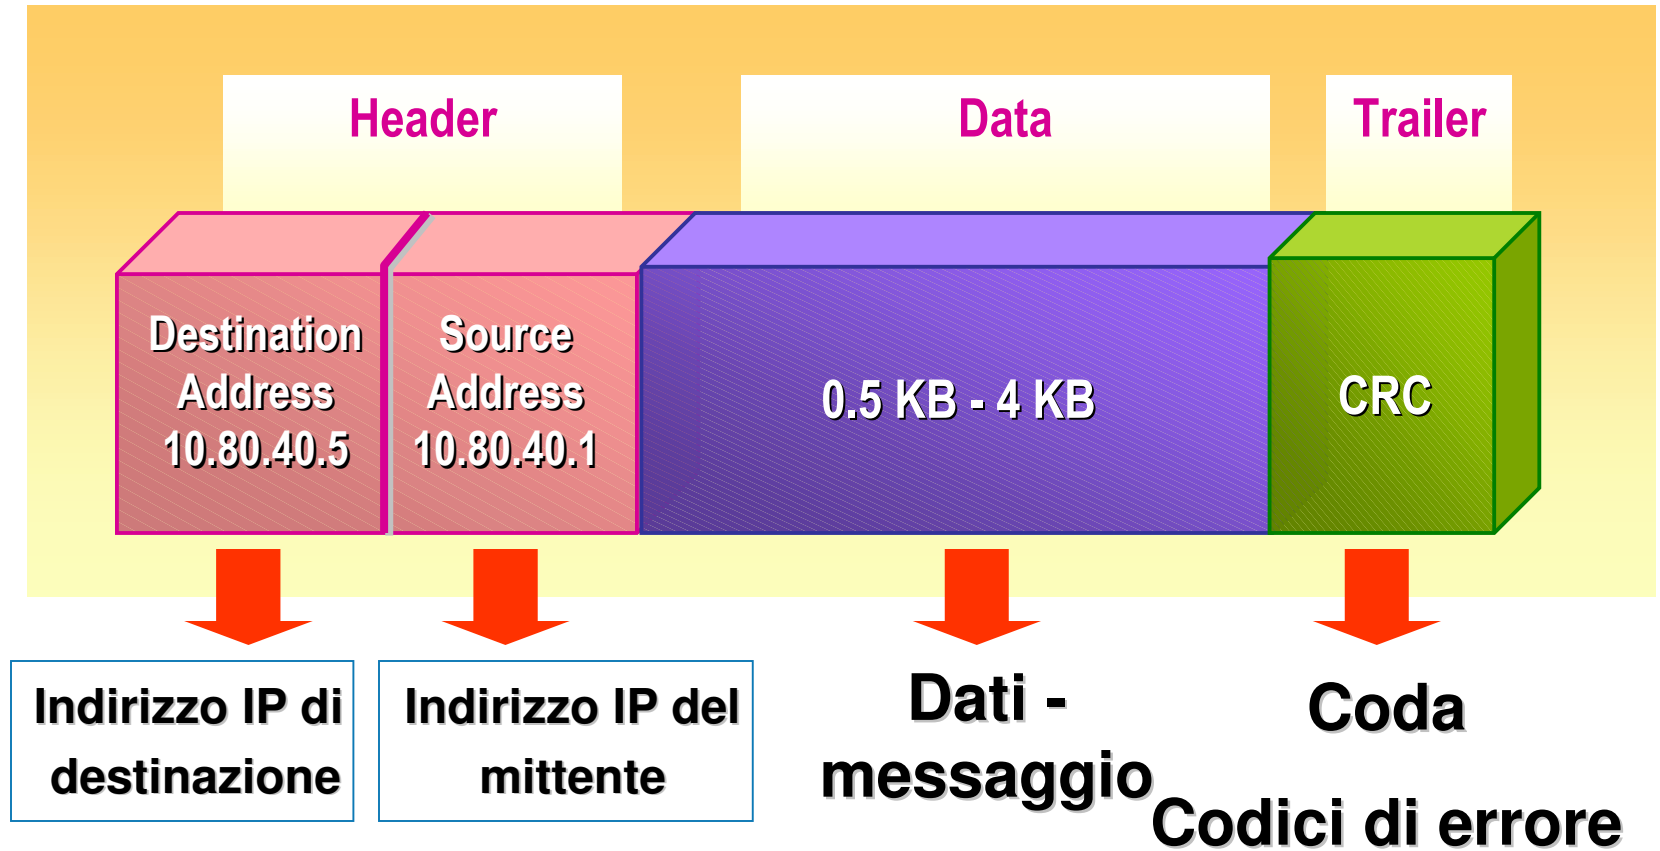 Header
Data
Trailer
Destination
Address
10.80.40.5
Source
Address
10.80.40.1
0.5 KB - 4 KB
CRC
Indirizzo IP di
destinazione
Indirizzo IP del
mittente
Dati -
messaggio
Coda
Codici di errore